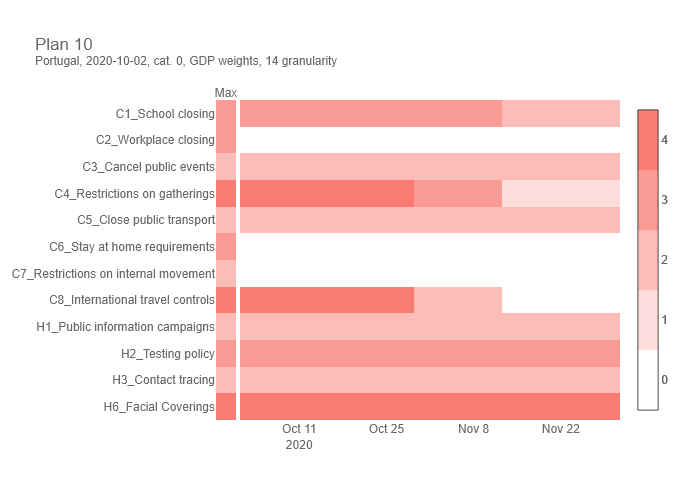 Plan 10
Portugal, 2020-10-02, cat. 0, GDP weights, 14 granularity
Max
C1_School closing
C2_Workplace closing
C3_Cancel public events
C4_Restrictions on gatherings
C5_Close public transport
C6_Stay at home requirements
C7_Restrictions on internal movement
C8_International travel controls
H1_Public information campaigns
H2_Testing policy
H3_Contact tracing
H6_Facial Coverings
Oct 11 Oct 25 Nov 8 Nov 22
2020
4
3
2
1
0